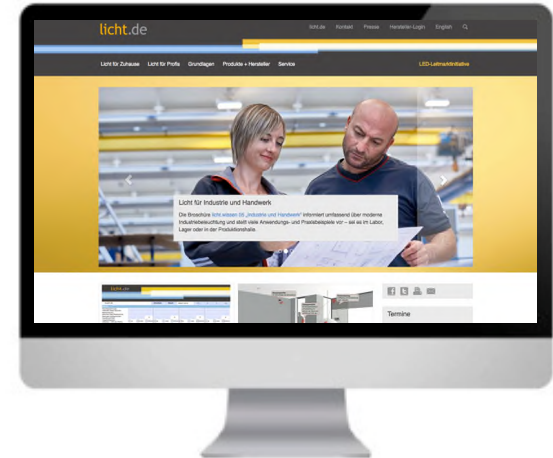 licht.de
licht.de Kontakt Presse Hersteller-Login English
Licht für Zuhause Licht für Profis Grundlagen Produkte + Hersteller Service LED-Leitmarktinitiative
Licht für Industrie und Handwerk
Die Broschüre licht.wissen 05 „Industrie und Handwerk“ informiert umfassend über moderne
Industriebeleuchtung und stellt viele Anwendungs- und Praxisbeispiele vor – sei es im Labor,
Lager oder in der Produktionshalle.
licht.de
Termine